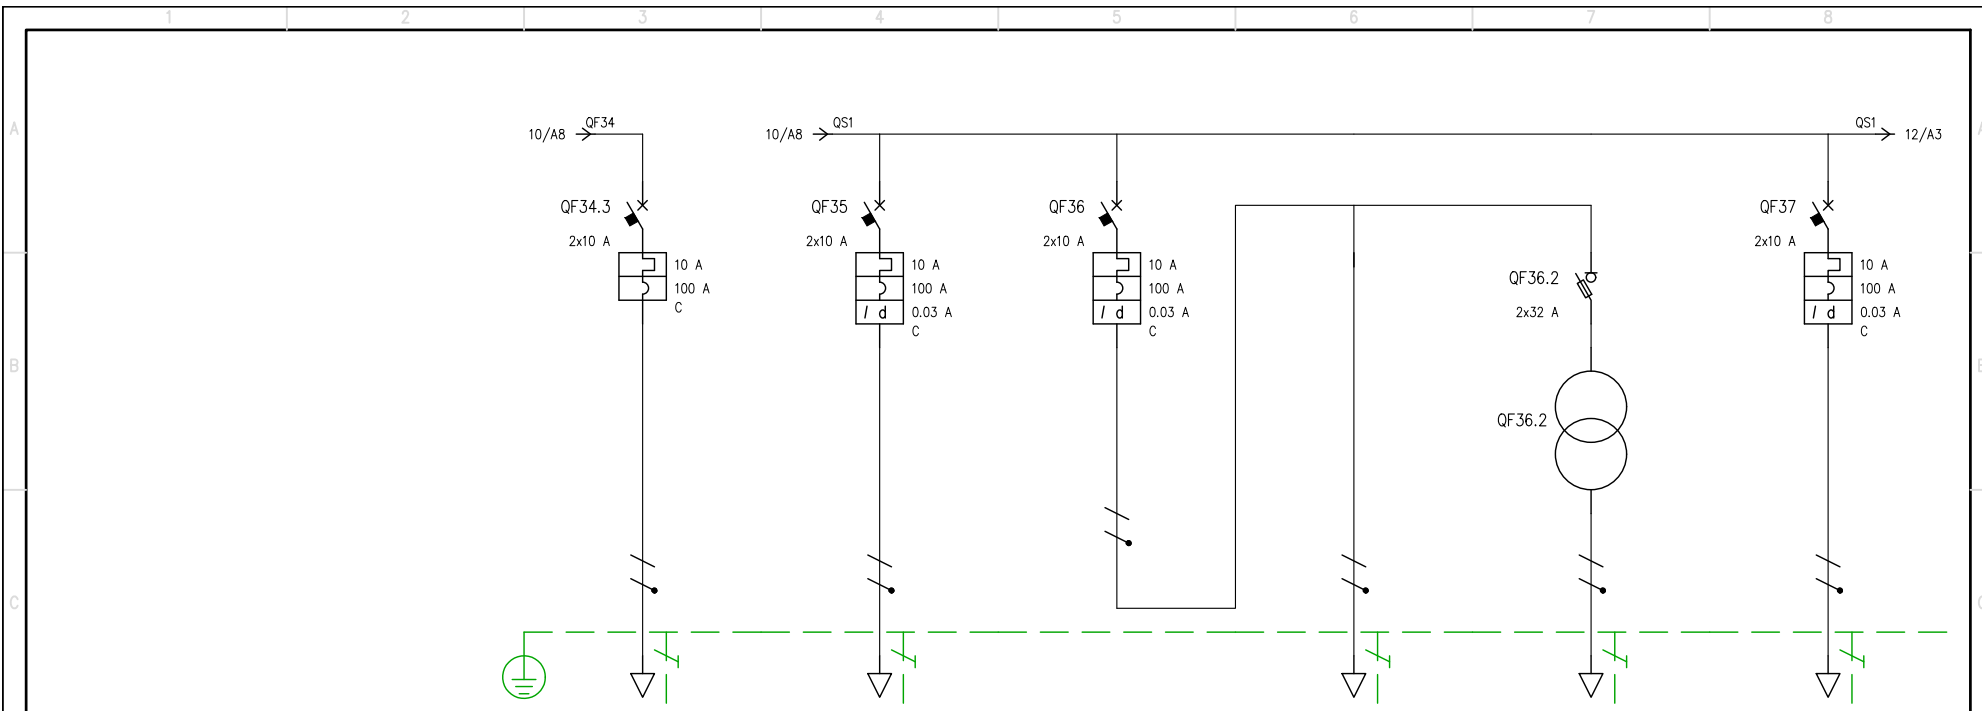 1 2 3 4 5 6 7 8
A
10/A8 QF34 10/A8 QS1 QS1 12/A3
QF34.3 QF35 QF36 QF37
2x10 A 2x10 A 2x10 A 2x10 A
10 A 10 A 10 A 10 A
QF36.2
100 A 100 A 100 A 100 A
C I d 0.03 A I d 0.03 A 2x32 A I d 0.03 A
C C C
B
QF36.2
C